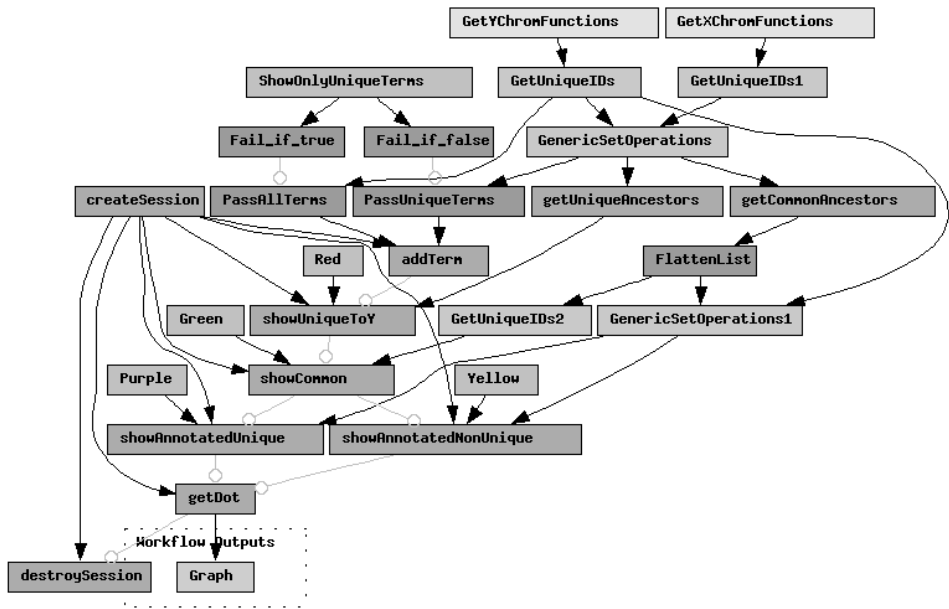 GetYChromFunctions
GetXChromFunctions
ShowOnlyUniqueTerms
GetUniqueIDs
GetUniqueIDs1
Fail_if_true
Fail_if_false
GenericSetOperations
createSession
PassAllTerms
PassUniqueTerms
getUniqueAncestors
getCommonAncestors
Red
addTerm
FlattenList
Green
showUniqueToY
GetUniqueIDs2
GenericSetOperations1
Purple
showCommon
Yellow
showAnnotatedUnique
showAnnotatedNonUnique
getDot
Workflow Outputs
destroySession
Graph